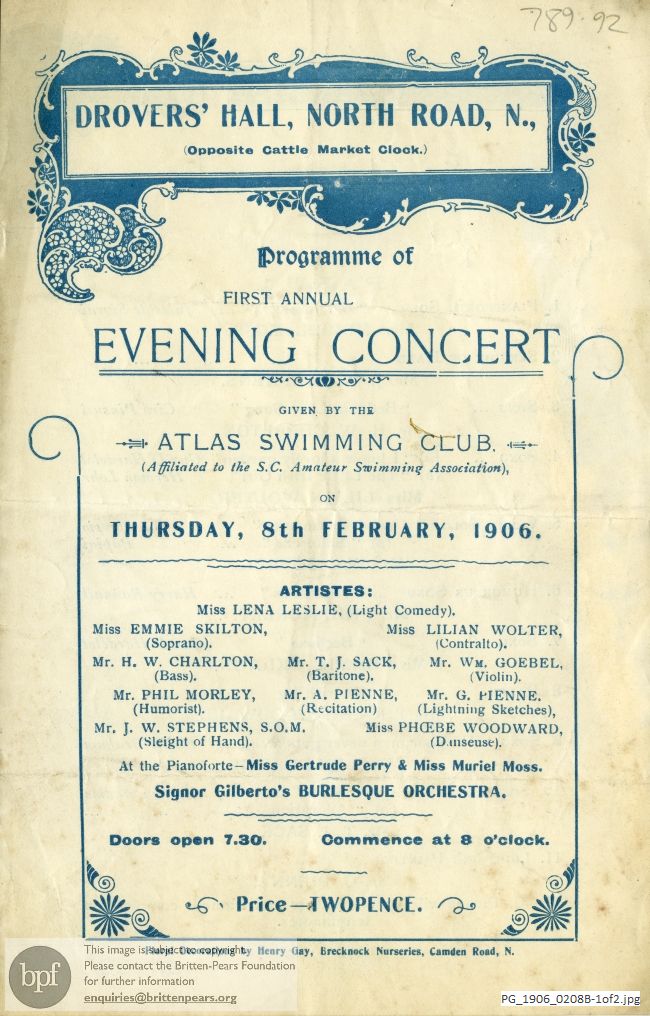 789.92
DROVERS' HALL, NORTH ROAD, N.,
(Opposite Cattle Market Clock.)
Programme of
FIRST ANNUAL
EVENING CONCERT
GIVEN BY THE
ATLAS SWIMMING CLUB,
(Affiliated to the S.C. Amateur Swimming Association),
ON
THURSDAY, 8th FEBRUARY, 1906.
ARTISTES:
Miss LENA LESLIE, (Light Comedy).
Miss EMMIE SKILTON, Miss LILIAN WOLTER,
(Soprano). (Contralto).
Mr. H. W. CHARLTON, Mr. T. J. SACK, Mr. WM. GOEBEL,
(Bass). (Baritone). (Violin).
Mr. PHIL MORLEY, Mr. A. PIENNE, Mr. G. PIENNE.
(Humorist). (Recitation) (Lightning Sketches),
Mr. J. W. STEPHENS, S.O.M. Miss PHŒBE WOODWARD,
(Sleight of Hand). (Danseuse).
At the Pianoforte—Miss Gertrude Perry & Miss Muriel Moss.
Signor Gilberto's BURLESQUE ORCHESTRA.
Doors open 7.30. Commence at 8 o'clock.
Price—TWOPENCE.
Floral Decorations by Henry Gay, Brecknock Nurseries, Camden Road, N.
bpf
This image is subject to copyright.
Please contact the Britten-Pears Foundation
for further information
enquiries@brittenpears.org
PG_1906_0208B-1of2.jpg